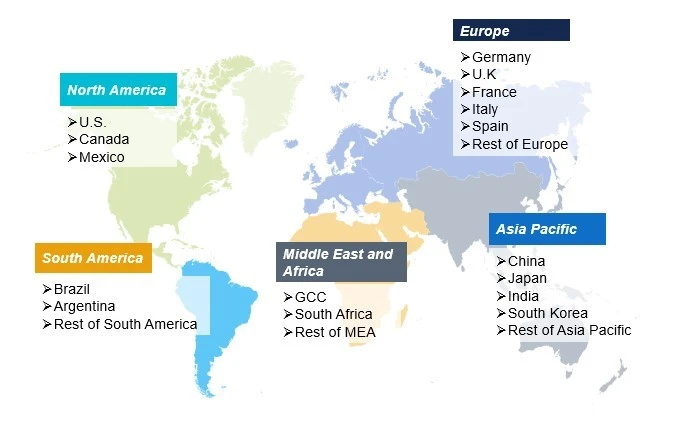 Europe
➢Germany
➢U.K
➢France
➢Italy
➢Spain
➢Rest of Europe
North America
➢U.S.
➢Canada
➢Mexico
South America
➢Brazil
➢Argentina
➢Rest of South America
Middle East and
Africa
➢GCC
➢South Africa
➢Rest of MEA
Asia Pacific
➢China
➢Japan
➢India
➢South Korea
➢Rest of Asia Pacific